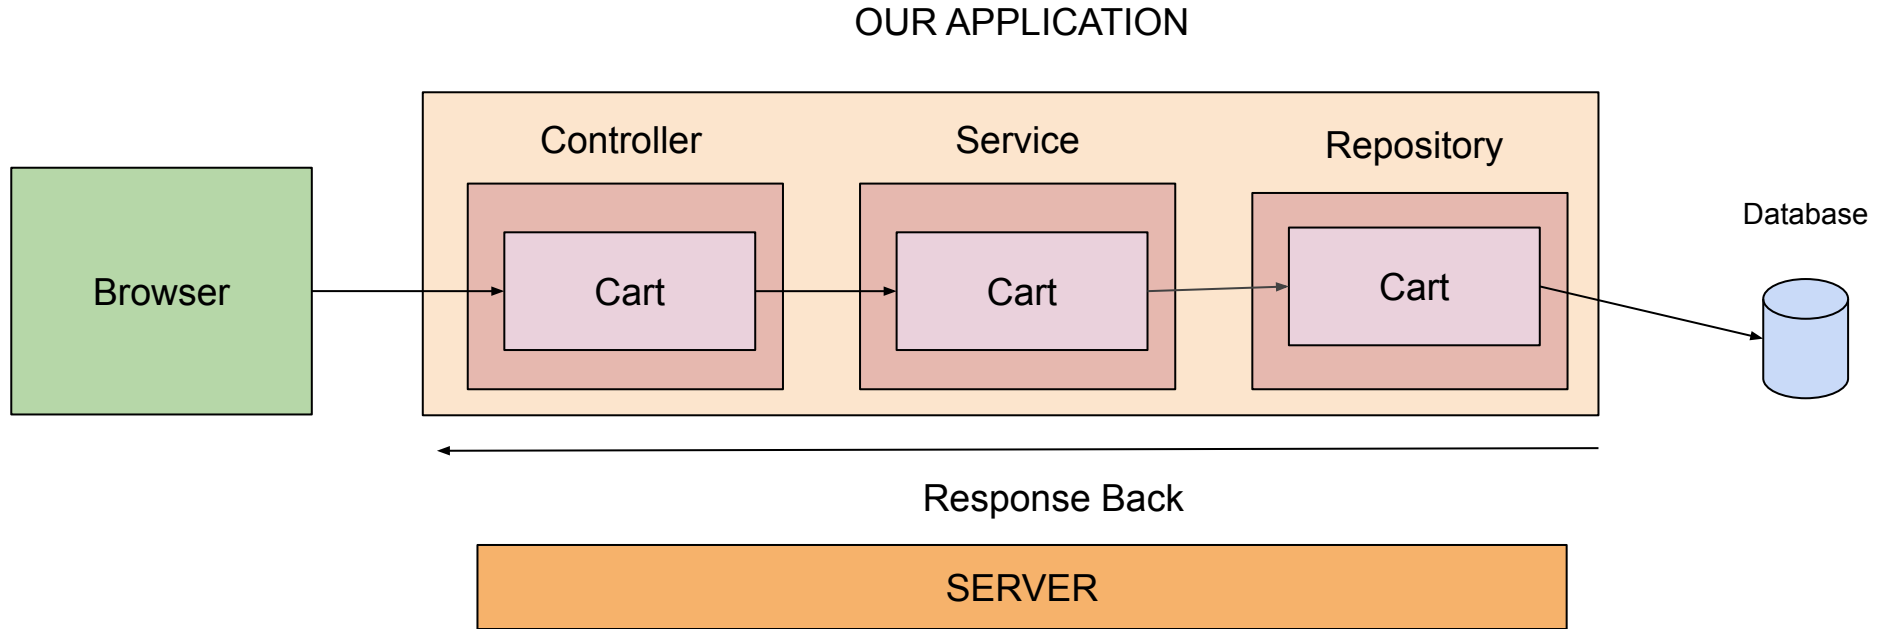 OUR APPLICATION
Controller
Service
Repository
Database
Browser
Cart
Cart
Cart
Response Back
SERVER